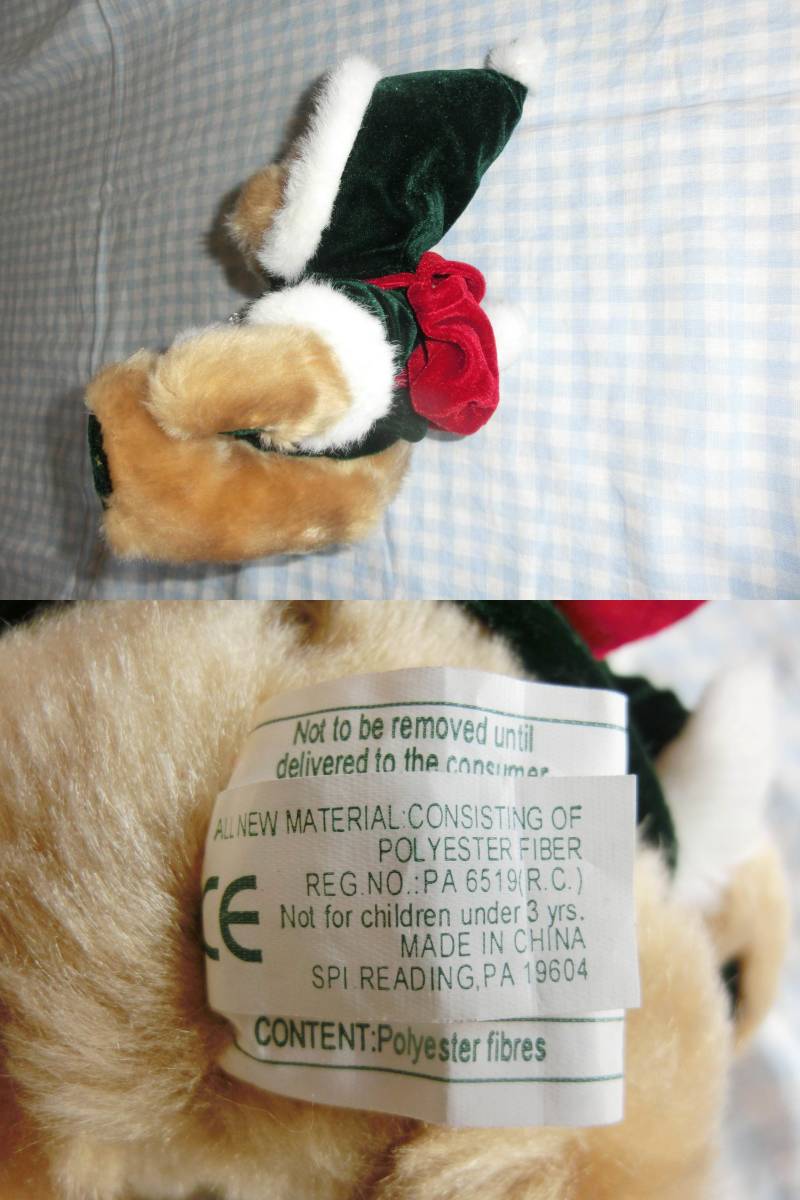 Not to be removed until
delivered to the consumer
ALL NEW MATERIAL:CONSISTING OF
POLYESTER FIBER
REG.NO.:PA 6519(R.C.)
CE
Not for children under 3 yrs.
MADE IN CHINA
SPI READING,PA 19604
CONTENT:Polyester fibres